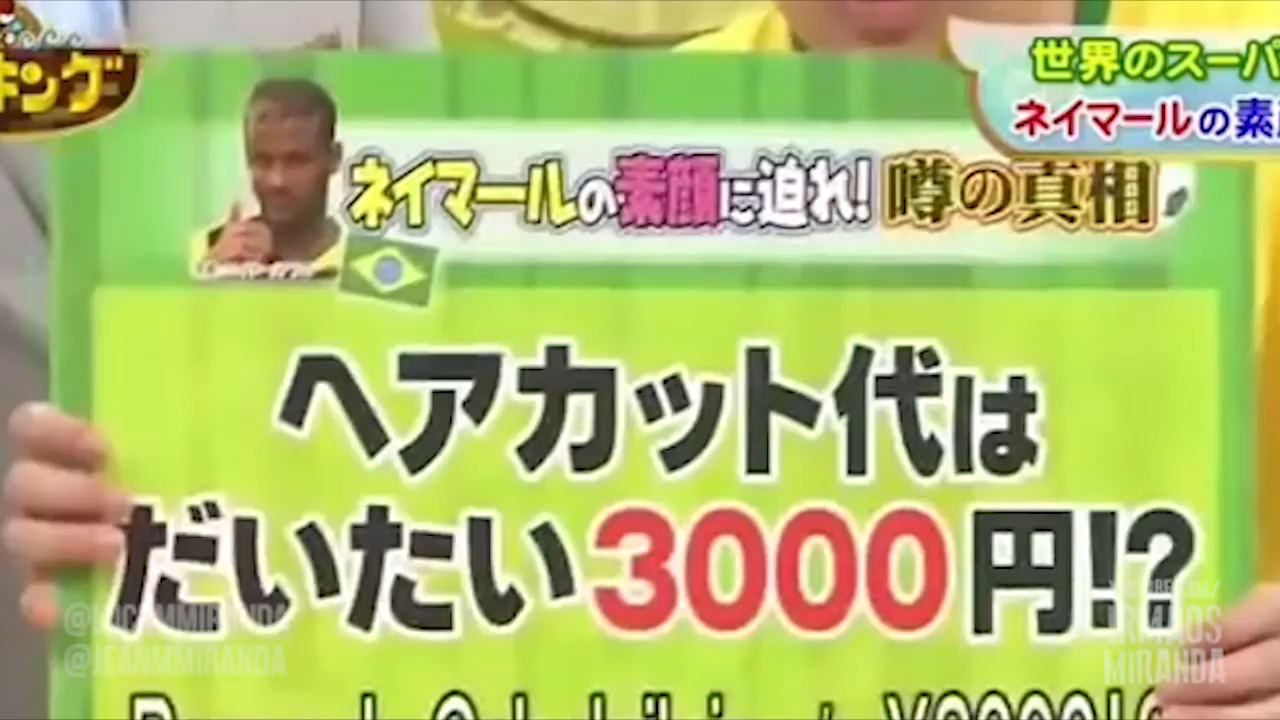 キング
世界のスーパ
ネイマールの素
ネイマールの素顔に迫れ!噂の真相
ヘアカット代は
だいたい3000円!?
IRMÃOS
MIRANDA
@JEANMMIRANDA